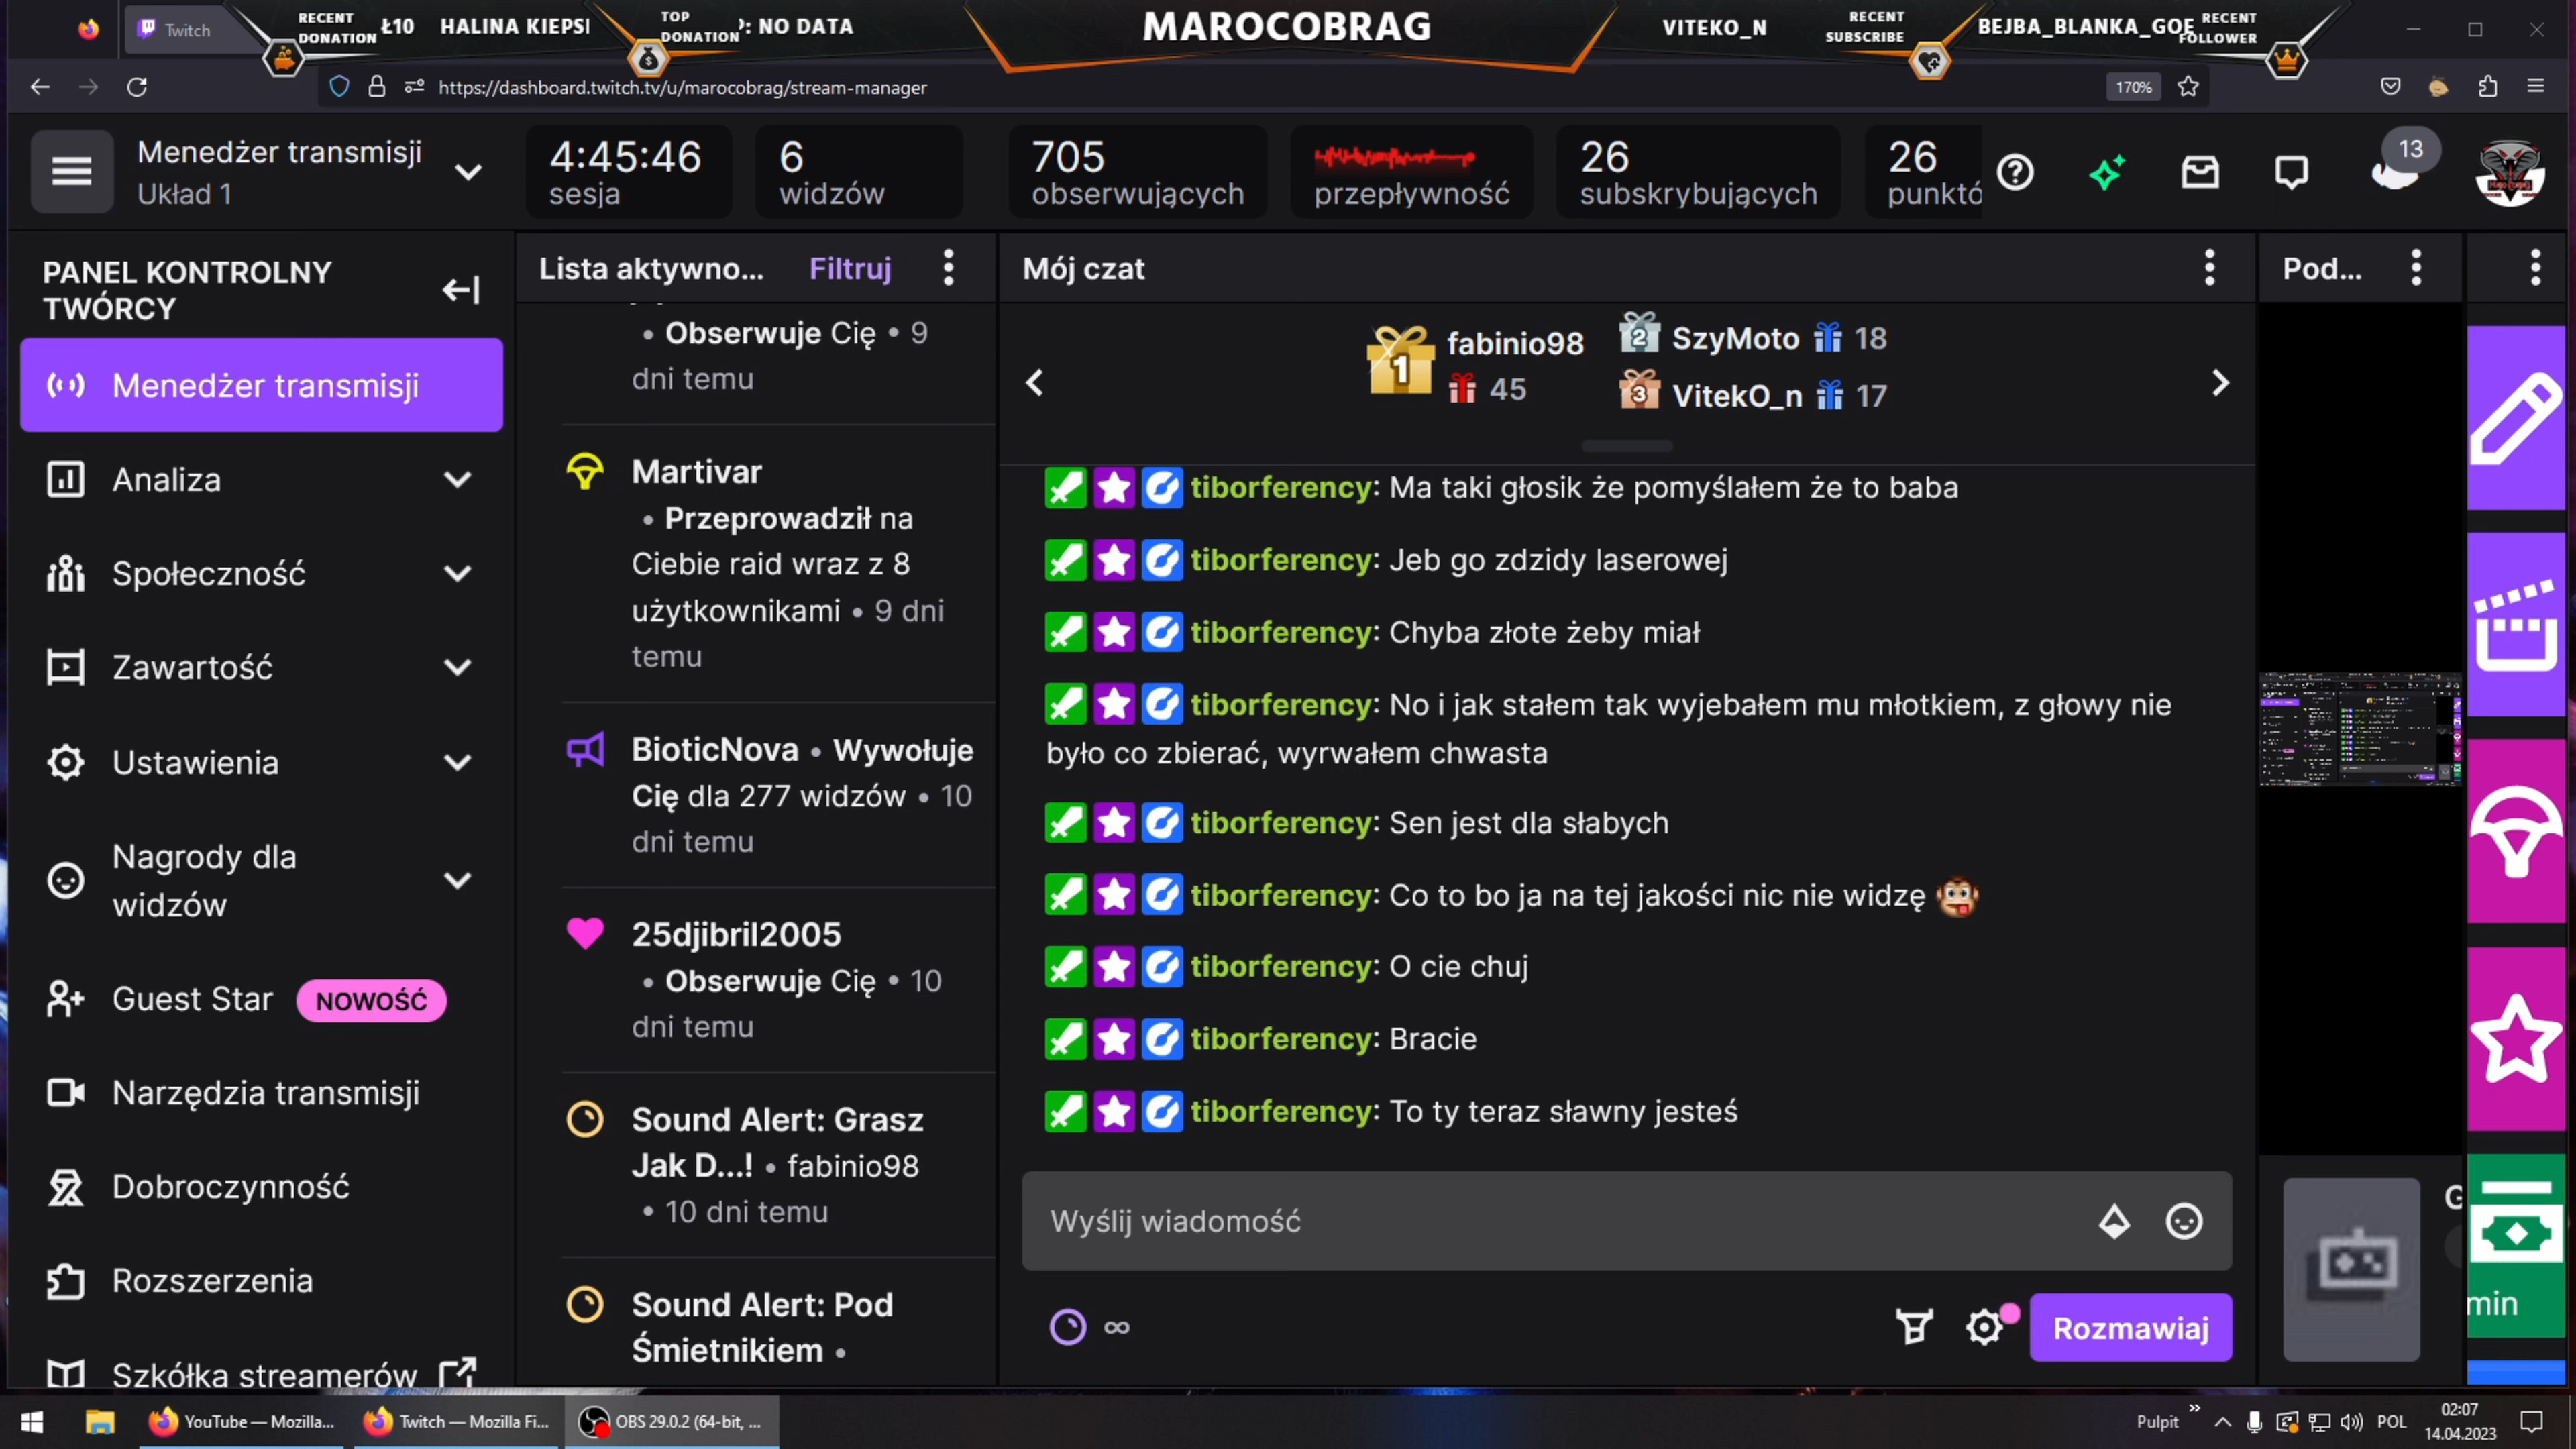 Twitch
RECENT
DONATION
Ł10
HALINA KIEPSI
TOP
DONATION
: NO DATA
MAROCOBRAG
VITEKO_N
RECENT
SUBSCRIBE
BEJBA_BLANKA_GOE
RECENT
FOLLOWER
https://dashboard.twitch.tv/u/marocobrag/stream-manager
170%
Menedżer transmisji
Układ 1
4:45:46
sesja
6
widzów
705
obserwujących
przepływność
26
subskrybujących
26
punktó
13
PANEL KONTROLNY
TWÓRCY
Menedżer transmisji
Analiza
Społeczność
Zawartość
Ustawienia
Nagrody dla
widzów
Guest Star NOWOŚĆ
Narzędzia transmisji
Dobroczynność
Rozszerzenia
Szkółka streamerów
Lista aktywno... Filtruj
• Obserwuje Cię • 9
dni temu
Martivar
• Przeprowadził na
Ciebie raid wraz z 8
użytkownikami • 9 dni
temu
BioticNova • Wywołuje
Cię dla 277 widzów • 10
dni temu
25djibril2005
• Obserwuje Cię • 10
dni temu
Sound Alert: Grasz
Jak D...! • fabinio98
• 10 dni temu
Sound Alert: Pod
Śmietnikiem •
Mój czat
1 fabinio98
45
2 SzyMoto 18
3 VitekO_n 17
tiborferency: Ma taki głosik że pomyślałem że to baba
tiborferency: Jeb go zdzidy laserowej
tiborferency: Chyba złote żeby miał
tiborferency: No i jak stałem tak wyjebałem mu młotkiem, z głowy nie
było co zbierać, wyrwałem chwasta
tiborferency: Sen jest dla słabych
tiborferency: Co to bo ja na tej jakości nic nie widzę
tiborferency: O cie chuj
tiborferency: Bracie
tiborferency: To ty teraz sławny jesteś
Wyślij wiadomość
∞
Rozmawiaj
Pod...
G
min
YouTube — Mozilla...
Twitch — Mozilla Fi...
OBS 29.0.2 (64-bit, ...
Pulpit
POL
02:07
14.04.2023